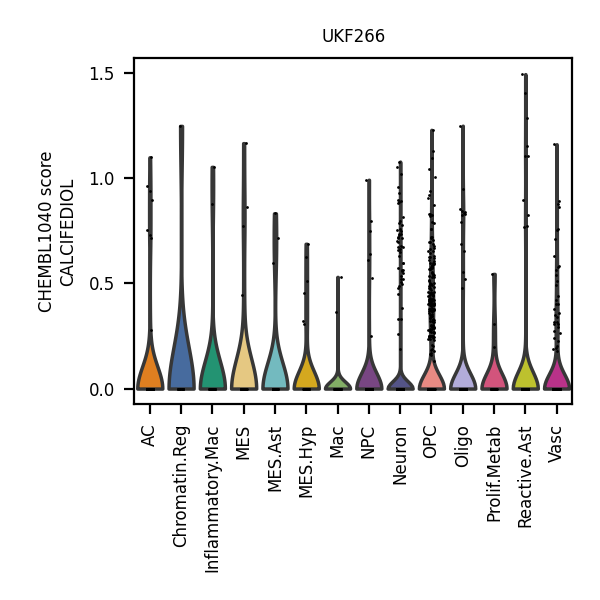 UKF266
CHEMBL1040 score
CALCIFEDIOL
1.5
1.0
0.5
0.0
AC
Chromatin.Reg
Inflammatory.Mac
MES
MES.Ast
MES.Hyp
Mac
NPC
Neuron
OPC
Oligo
Prolif.Metab
Reactive.Ast
Vasc